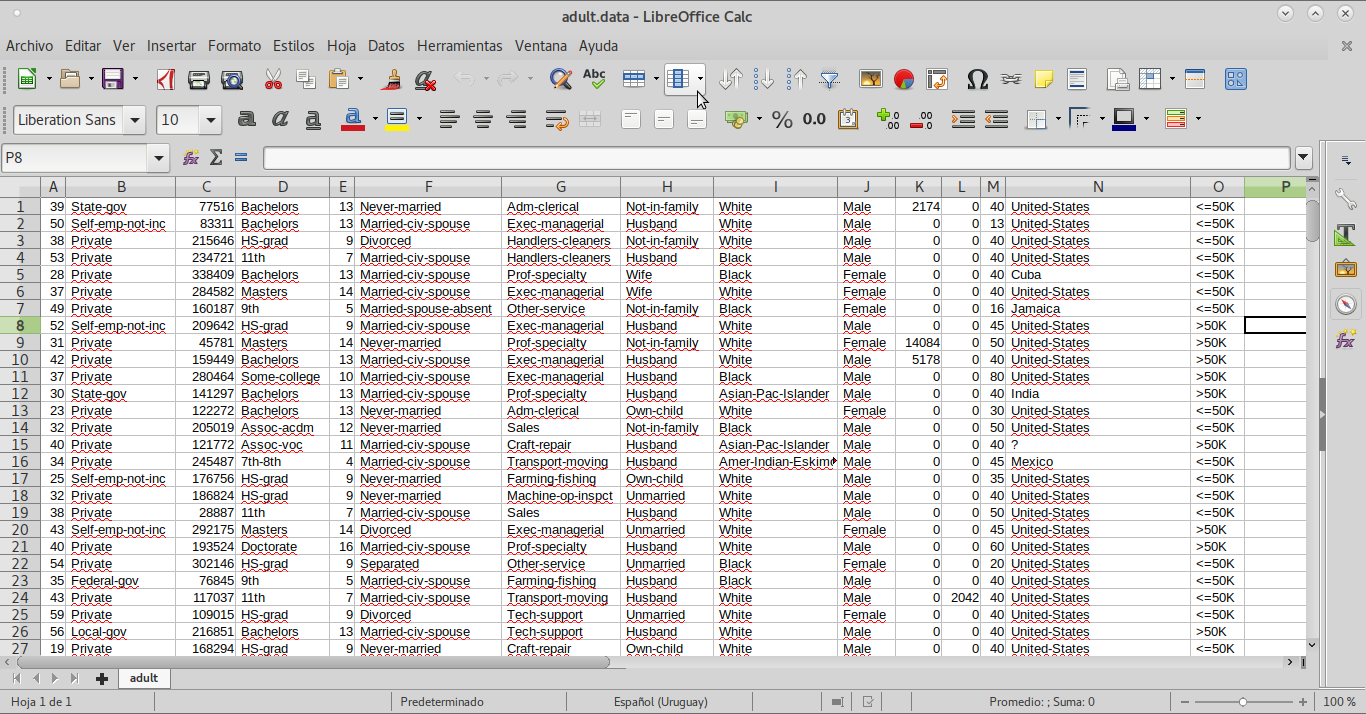 adult.data - LibreOffice Calc
Archivo Editar Ver Insertar Formato Estilos Hoja Datos Herramientas Ventana Ayuda
Abc
Liberation Sans 10 a a a a % 0.0
P8
A B C D E F G H I J K L M N O P
1 39 State-gov 77516 Bachelors 13 Never-married Adm-clerical Not-in-family White Male 2174 0 40 United-States <=50K
2 50 Self-emp-not-inc 83311 Bachelors 13 Married-civ-spouse Exec-managerial Husband White Male 0 0 13 United-States <=50K
3 38 Private 215646 HS-grad 9 Divorced Handlers-cleaners Not-in-family White Male 0 0 40 United-States <=50K
4 53 Private 234721 11th 7 Married-civ-spouse Handlers-cleaners Husband Black Male 0 0 40 United-States <=50K
5 28 Private 338409 Bachelors 13 Married-civ-spouse Prof-specialty Wife Black Female 0 0 40 Cuba <=50K
6 37 Private 284582 Masters 14 Married-civ-spouse Exec-managerial Wife White Female 0 0 40 United-States <=50K
7 49 Private 160187 9th 5 Married-spouse-absent Other-service Not-in-family Black Female 0 0 16 Jamaica <=50K
8 52 Self-emp-not-inc 209642 HS-grad 9 Married-civ-spouse Exec-managerial Husband White Male 0 0 45 United-States >50K
9 31 Private 45781 Masters 14 Never-married Prof-specialty Not-in-family White Female 14084 0 50 United-States >50K
10 42 Private 159449 Bachelors 13 Married-civ-spouse Exec-managerial Husband White Male 5178 0 40 United-States >50K
11 37 Private 280464 Some-college 10 Married-civ-spouse Exec-managerial Husband Black Male 0 0 80 United-States >50K
12 30 State-gov 141297 Bachelors 13 Married-civ-spouse Prof-specialty Husband Asian-Pac-Islander Male 0 0 40 India >50K
13 23 Private 122272 Bachelors 13 Never-married Adm-clerical Own-child White Female 0 0 30 United-States <=50K
14 32 Private 205019 Assoc-acdm 12 Never-married Sales Not-in-family Black Male 0 0 50 United-States <=50K
15 40 Private 121772 Assoc-voc 11 Married-civ-spouse Craft-repair Husband Asian-Pac-Islander Male 0 0 40 ? >50K
16 34 Private 245487 7th-8th 4 Married-civ-spouse Transport-moving Husband Amer-Indian-Eskim Male 0 0 45 Mexico <=50K
17 25 Self-emp-not-inc 176756 HS-grad 9 Never-married Farming-fishing Own-child White Male 0 0 35 United-States <=50K
18 32 Private 186824 HS-grad 9 Never-married Machine-op-inspct Unmarried White Male 0 0 40 United-States <=50K
19 38 Private 28887 11th 7 Married-civ-spouse Sales Husband White Male 0 0 50 United-States <=50K
20 43 Self-emp-not-inc 292175 Masters 14 Divorced Exec-managerial Unmarried White Female 0 0 45 United-States >50K
21 40 Private 193524 Doctorate 16 Married-civ-spouse Prof-specialty Husband White Male 0 0 60 United-States >50K
22 54 Private 302146 HS-grad 9 Separated Other-service Unmarried Black Female 0 0 20 United-States <=50K
23 35 Federal-gov 76845 9th 5 Married-civ-spouse Farming-fishing Husband Black Male 0 0 40 United-States <=50K
24 43 Private 117037 11th 7 Married-civ-spouse Transport-moving Husband White Male 0 2042 40 United-States <=50K
25 59 Private 109015 HS-grad 9 Divorced Tech-support Unmarried White Female 0 0 40 United-States <=50K
26 56 Local-gov 216851 Bachelors 13 Married-civ-spouse Tech-support Husband White Male 0 0 40 United-States >50K
27 19 Private 168294 HS-grad 9 Never-married Craft-repair Own-child White Male 0 0 40 United-States <=50K
adult
Hoja 1 de 1 Predeterminado Español (Uruguay) Promedio: ; Suma: 0 100 %